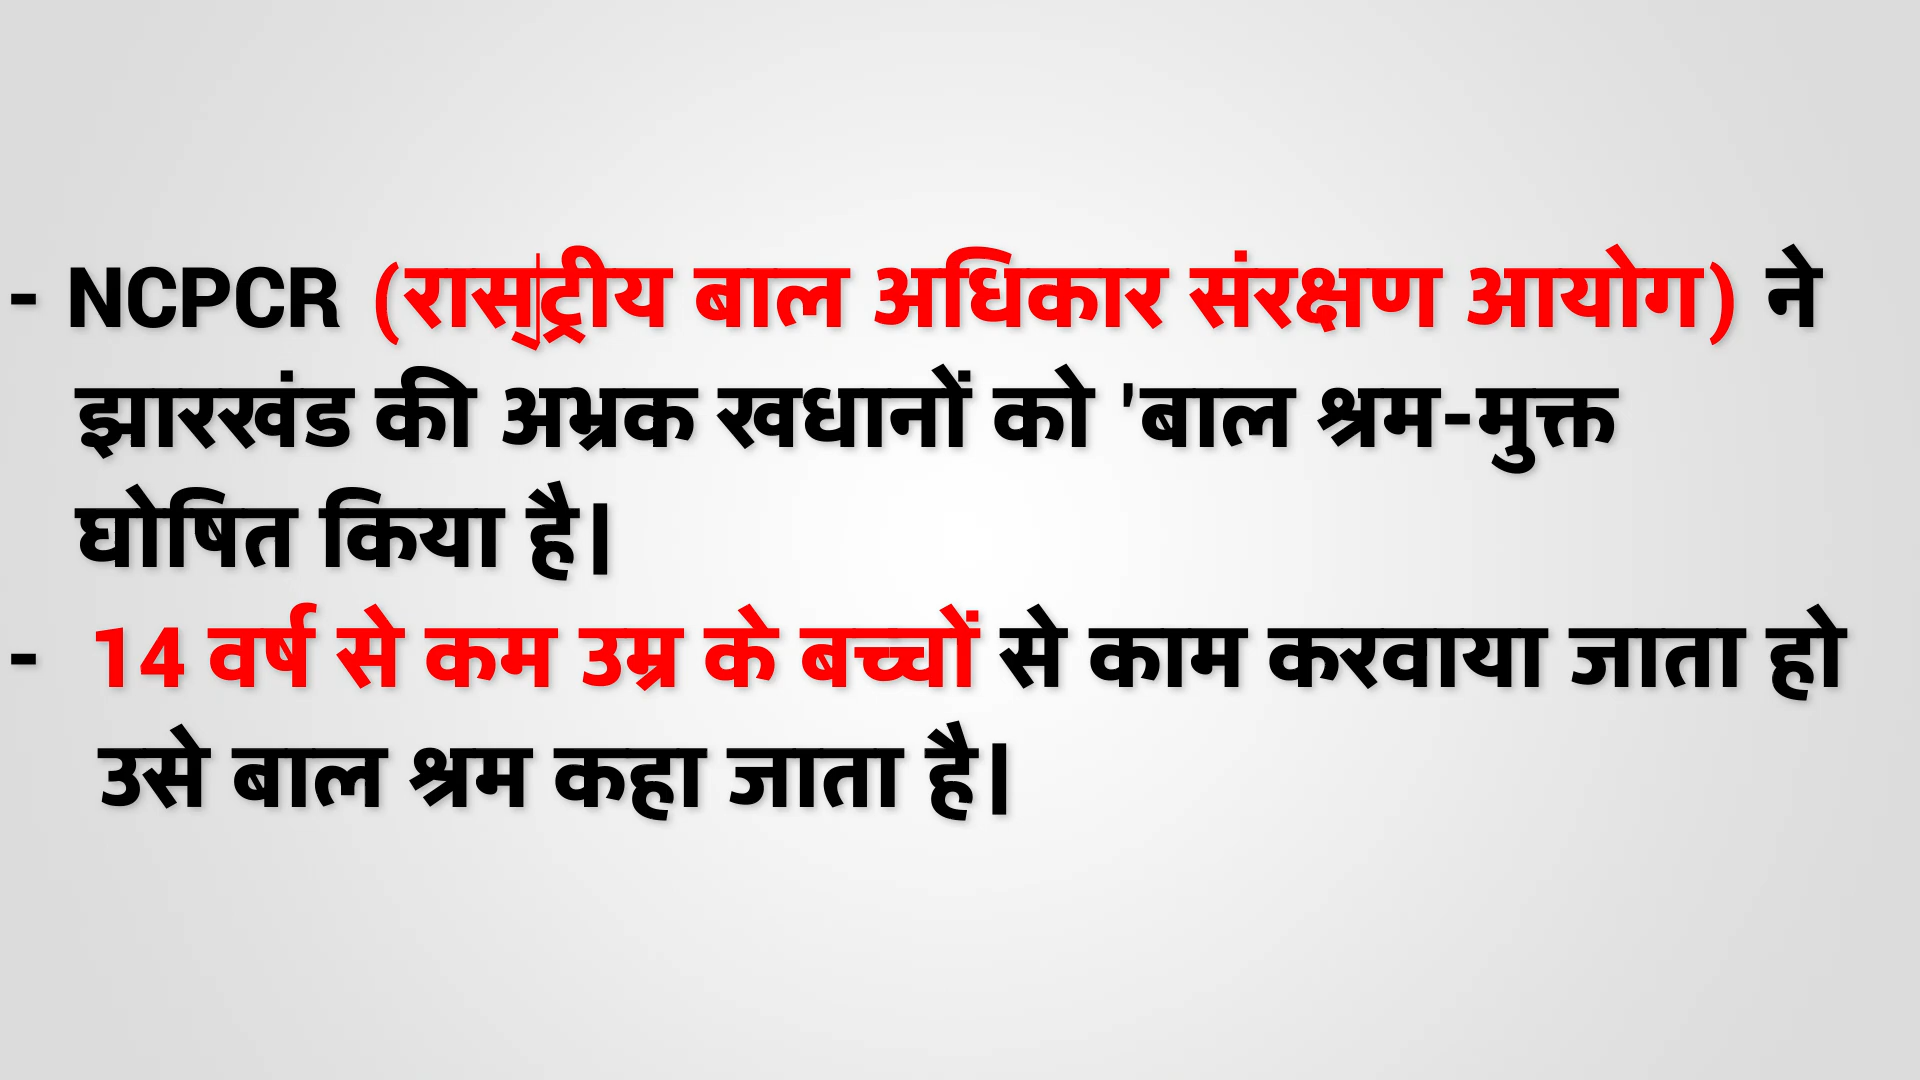 - NCPCR (रास्‌ट्रीय बाल अधिकार संरक्षण आयोग) ने
झारखंड की अभ्रक खधानों को 'बाल श्रम-मुक्त
घोषित किया है।
- 14 वर्ष से कम उम्र के बच्चों से काम करवाया जाता हो
उसे बाल श्रम कहा जाता है।